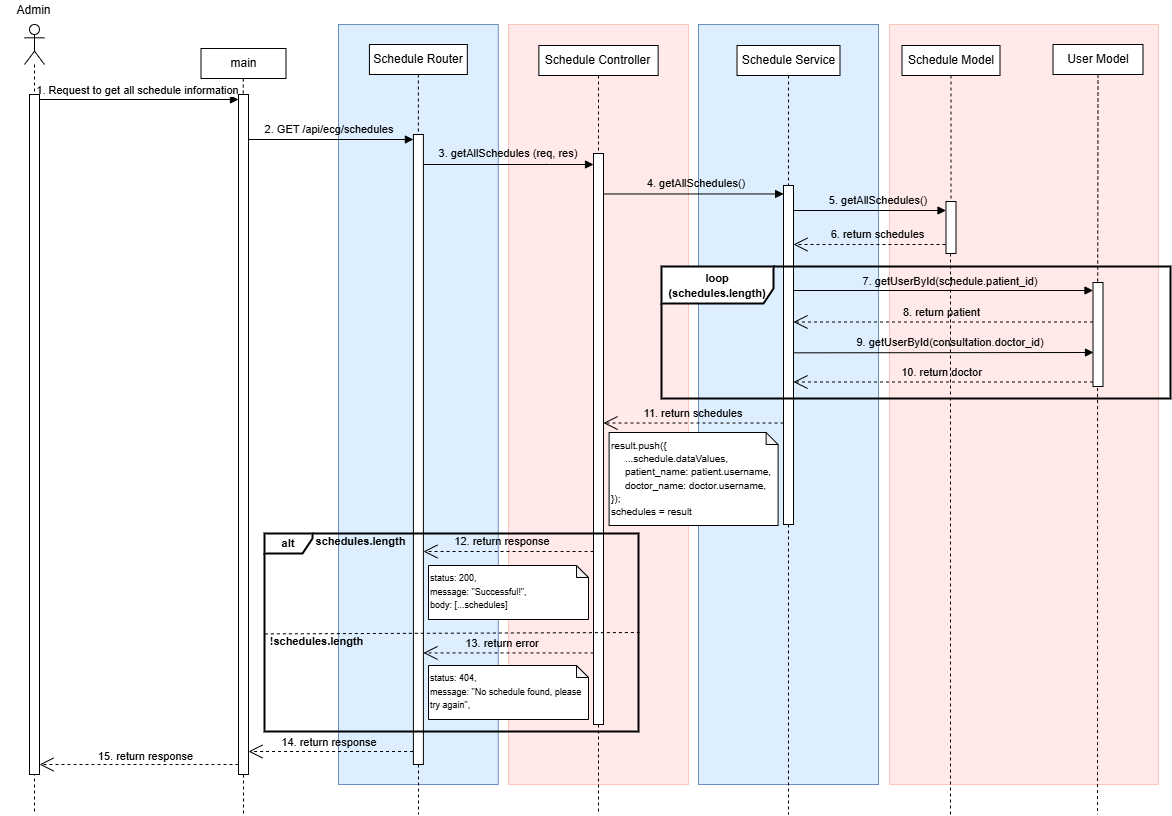 Admin
main
Schedule Router
Schedule Controller
Schedule Service
Schedule Model
User Model
1. Request to get all schedule information
2. GET /api/ecg/schedules
3. getAllSchedules (req, res)
4. getAllSchedules()
5. getAllSchedules()
6. return schedules
loop
(schedules.length)
7. getUserById(schedule.patient_id)
8. return patient
9. getUserById(consultation.doctor_id)
10. return doctor
11. return schedules
result.push({
...schedule.dataValues,
patient_name: patient.username,
doctor_name: doctor.username,
});
schedules = result
alt
schedules.length
12. return response
status: 200,
message: "Successful!",
body: [...schedules]
!schedules.length
13. return error
status: 404,
message: "No schedule found, please
try again",
14. return response
15. return response